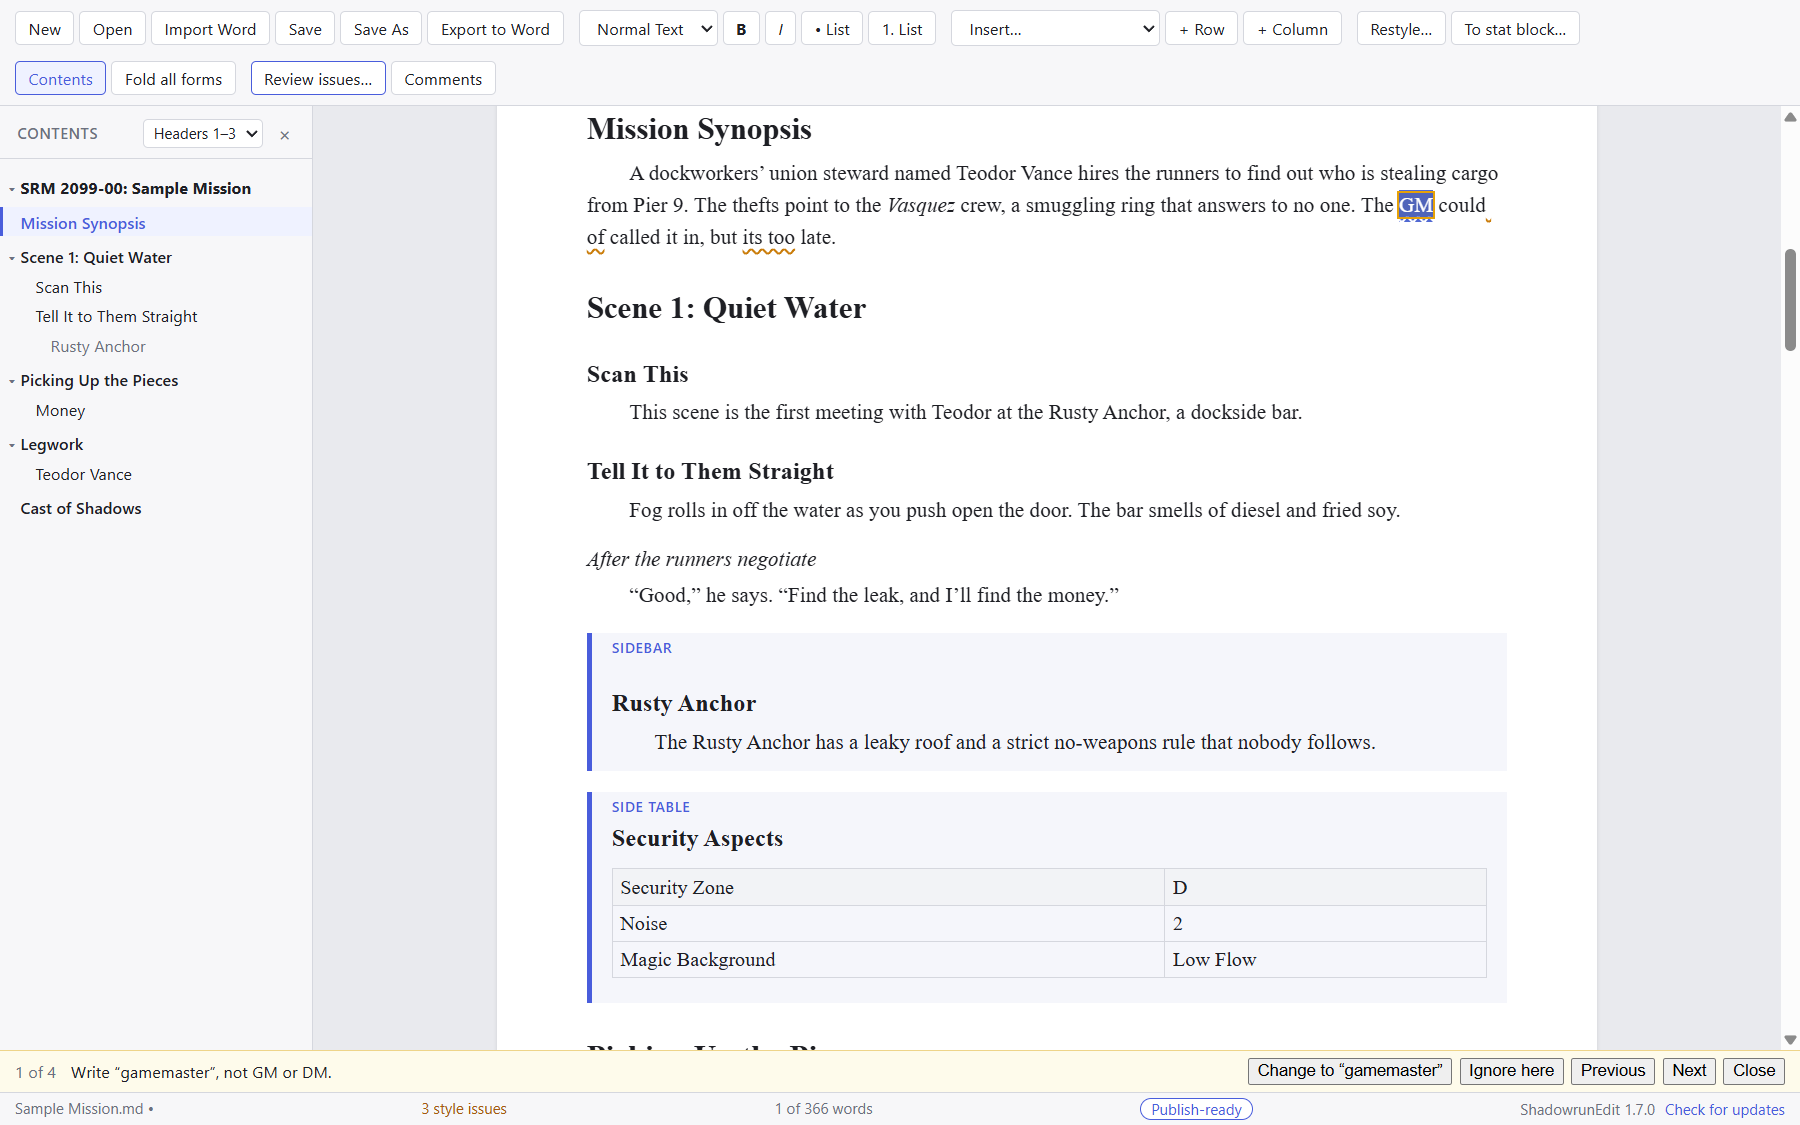 New Open Import Word Save Save As Export to Word Normal Text B I • List 1. List Insert... + Row + Column Restyle... To stat block...
Contents Fold all forms Review issues... Comments
CONTENTS Headers 1–3 ×
SRM 2099-00: Sample Mission
Mission Synopsis
Scene 1: Quiet Water
Scan This
Tell It to Them Straight
Rusty Anchor
Picking Up the Pieces
Money
Legwork
Teodor Vance
Cast of Shadows
Mission Synopsis
A dockworkers’ union steward named Teodor Vance hires the runners to find out who is stealing cargo
from Pier 9. The thefts point to the Vasquez crew, a smuggling ring that answers to no one. The GM could
of called it in, but its too late.
Scene 1: Quiet Water
Scan This
This scene is the first meeting with Teodor at the Rusty Anchor, a dockside bar.
Tell It to Them Straight
Fog rolls in off the water as you push open the door. The bar smells of diesel and fried soy.
After the runners negotiate
“Good,” he says. “Find the leak, and I’ll find the money.”
SIDEBAR
Rusty Anchor
The Rusty Anchor has a leaky roof and a strict no-weapons rule that nobody follows.
SIDE TABLE
Security Aspects
Security Zone D
Noise 2
Magic Background Low Flow
1 of 4 Write “gamemaster”, not GM or DM. Change to “gamemaster” Ignore here Previous Next Close
Sample Mission.md • 3 style issues 1 of 366 words Publish-ready ShadowrunEdit 1.7.0 Check for updates